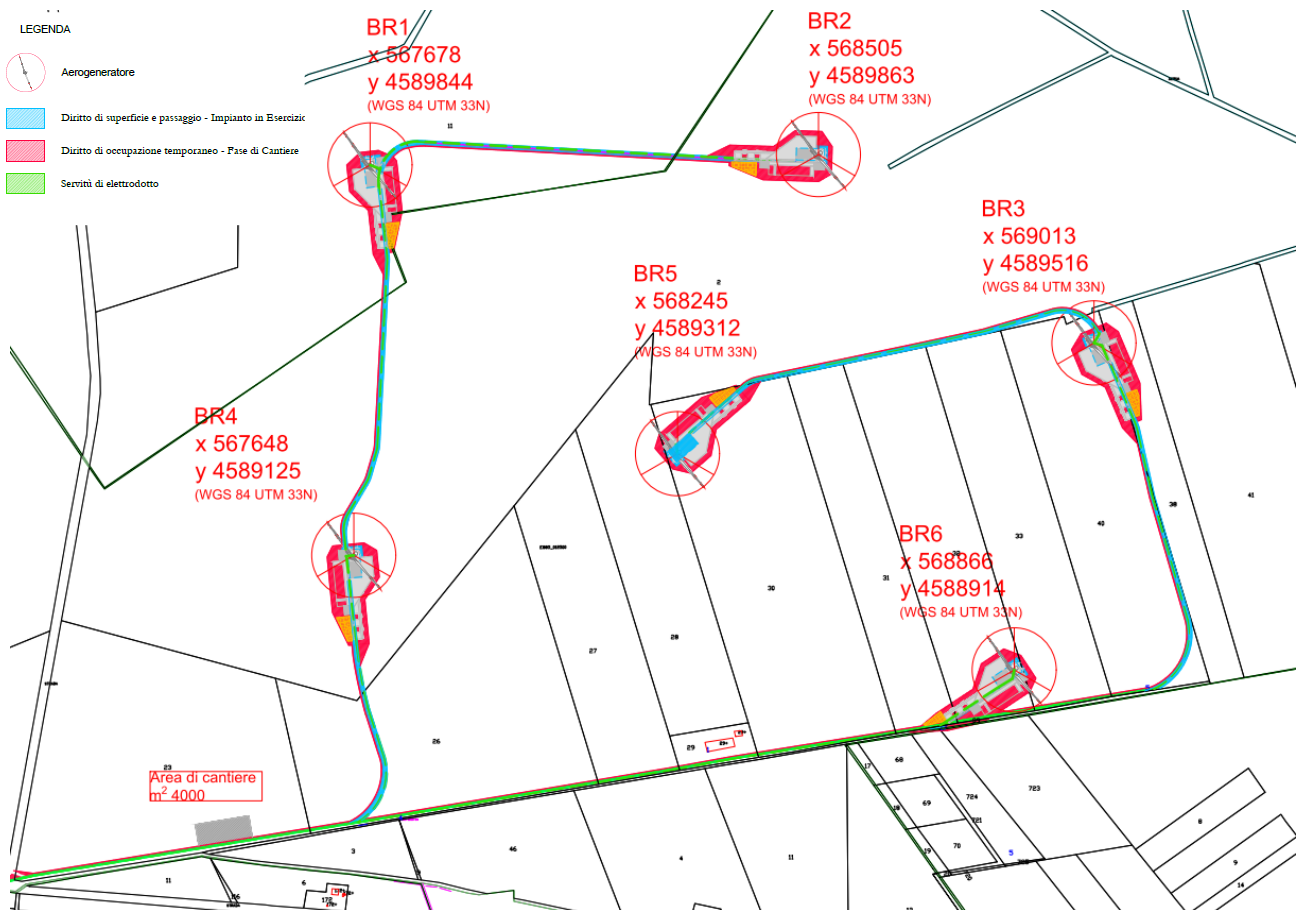 LEGENDA
Aerogeneratore
Diritto di superficie e passaggio - Impianto in Esercizio
Diritto di occupazione temporaneo - Fase di Cantiere
Servitù di elettrodotto
BR1
x 567678
y 4589844
(WGS 84 UTM 33N)
BR2
x 568505
y 4589863
(WGS 84 UTM 33N)
11
BR3
x 569013
y 4589516
(WGS 84 UTM 33N)
BR5
x 568245
y 4589312
(WGS 84 UTM 33N)
2
BR4
x 567648
y 4589125
(WGS 84 UTM 33N)
BR6
x 568866
y 4588914
(WGS 84 UTM 33N)
41
38
40
33
32
31
30
28
27
26
29
23
Area di cantiere
m² 4000
3
46
4
11
17
68
18
69
19
70
724
721
723
5
8
9
14
11
6
172